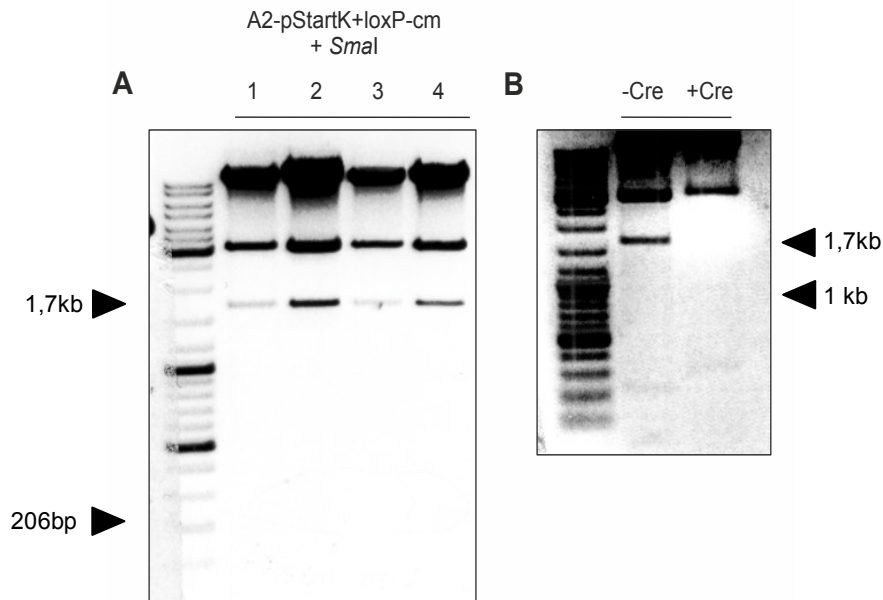 A2-pStartK+loxP-cm
+ SmaI
A
1 2 3 4
B
-Cre +Cre
1,7kb
206bp
1,7kb
1 kb